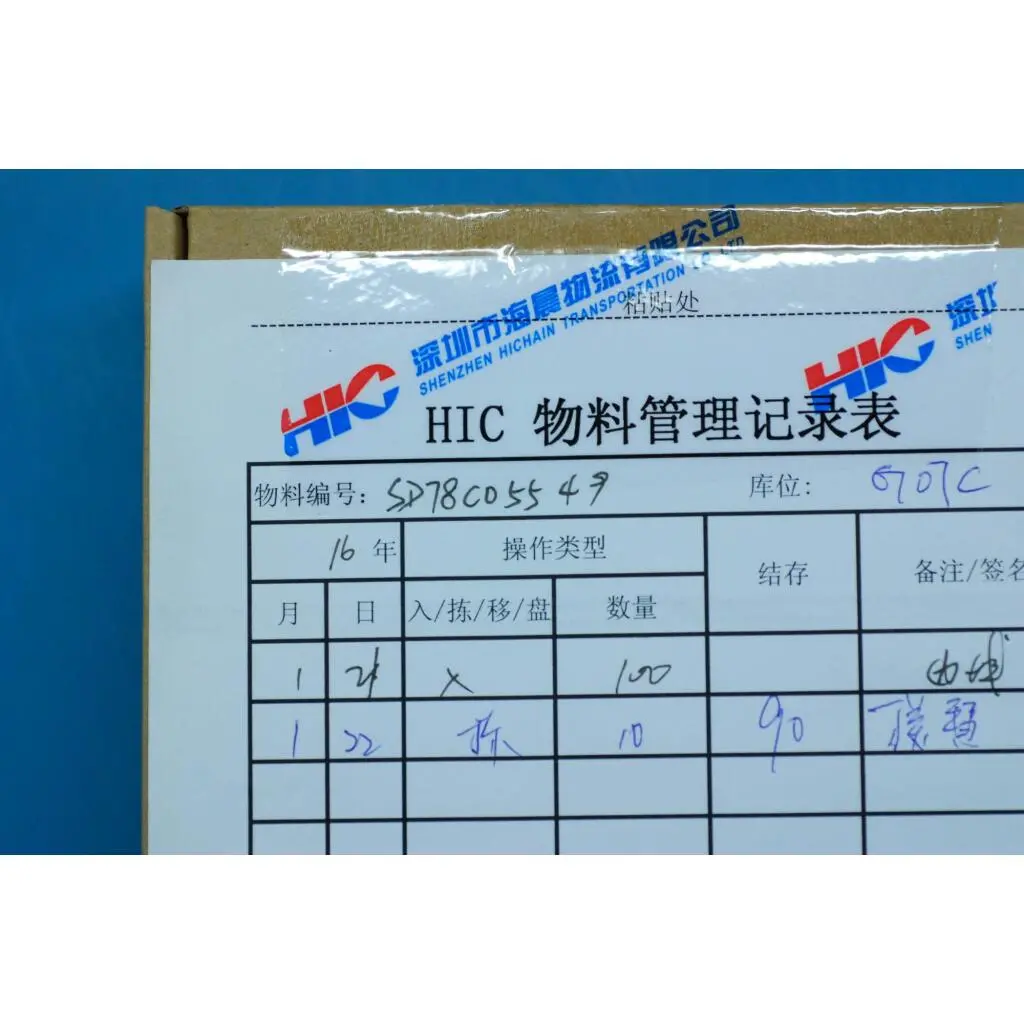 深圳市海晨物流有限公司
SHENZHEN HICHAIN TRANSPORTATION CO LTD
粘贴处
HIC
HIC
深圳
SHEN
HIC 物料管理记录表
物料编号: SD78C05549
库位: G707C
16 年 操作类型 结存 备注/签名
月 日 入/拣/移/盘 数量
1 21 入 100
1 22 拣 10 90